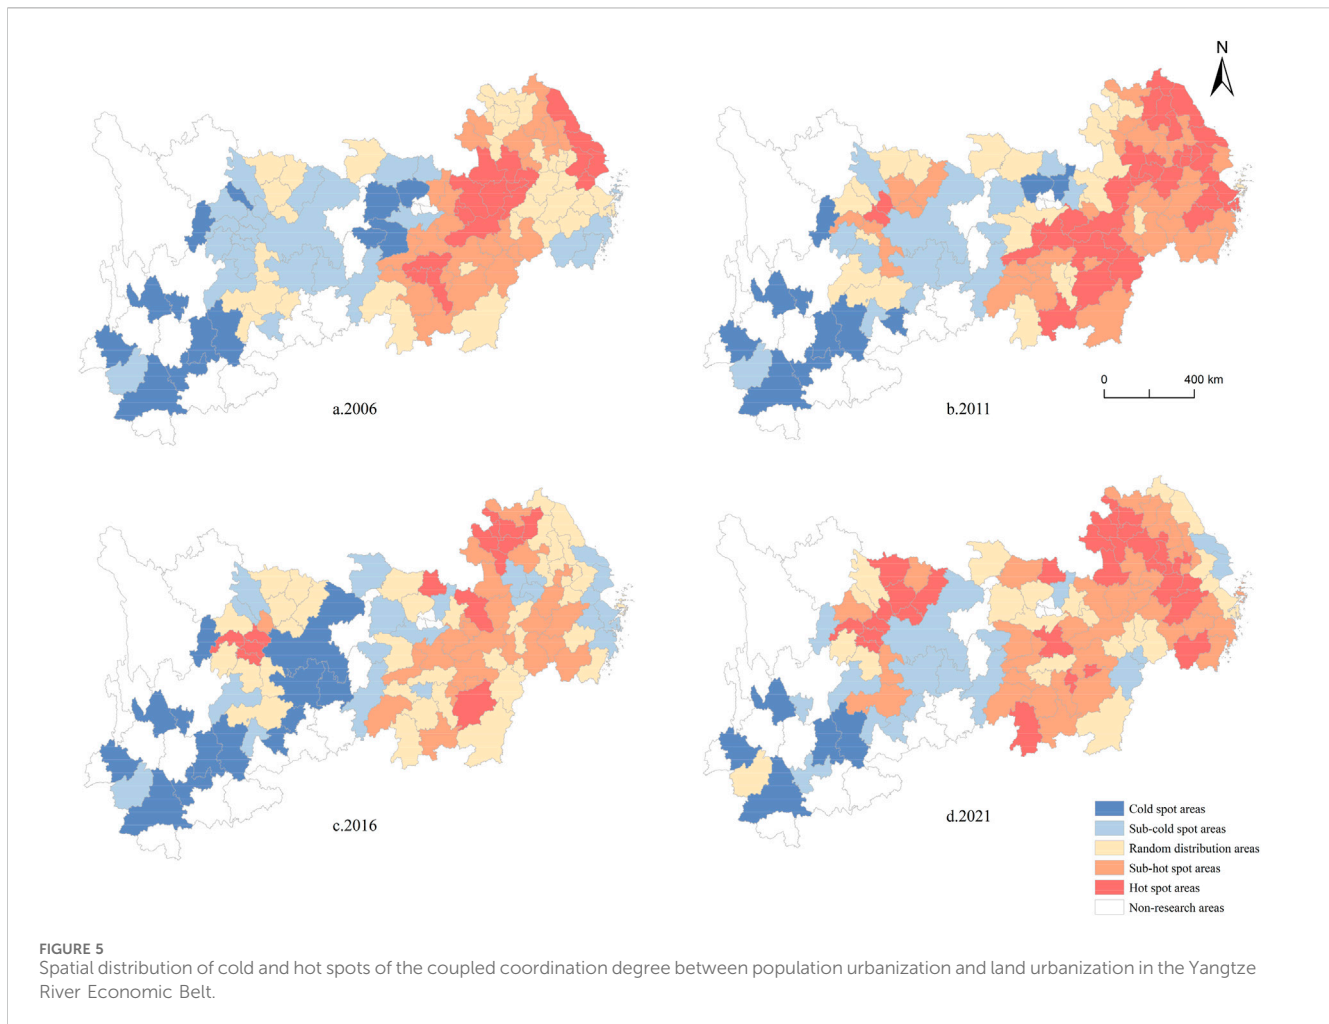 N
a.2006
b.2011
0 400 km
c.2016
d.2021
Cold spot areas
Sub-cold spot areas
Random distribution areas
Sub-hot spot areas
Hot spot areas
Non-research areas
FIGURE 5
Spatial distribution of cold and hot spots of the coupled coordination degree between population urbanization and land urbanization in the Yangtze
River Economic Belt.